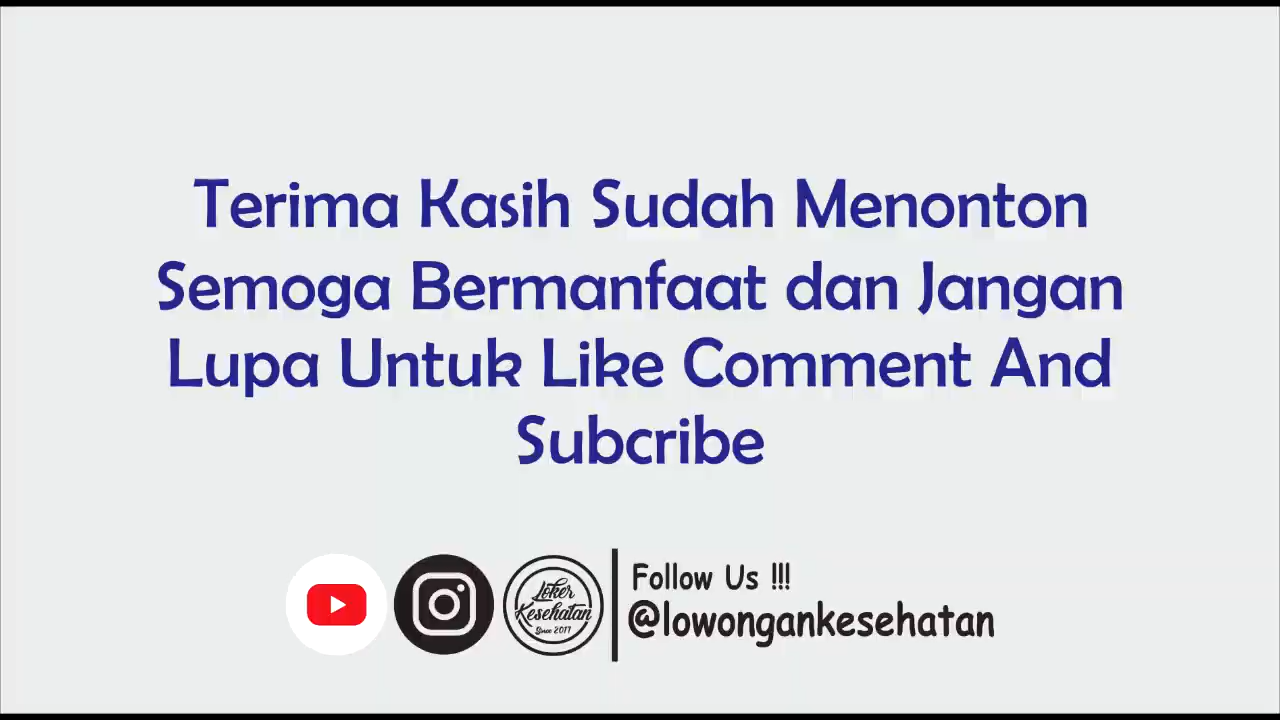 Terima Kasih Sudah Menonton
Semoga Bermanfaat dan Jangan
Lupa Untuk Like Comment And
Subcribe
Loker
Kesehatan
Since 2017
Follow Us !!!
@lowongankesehatan